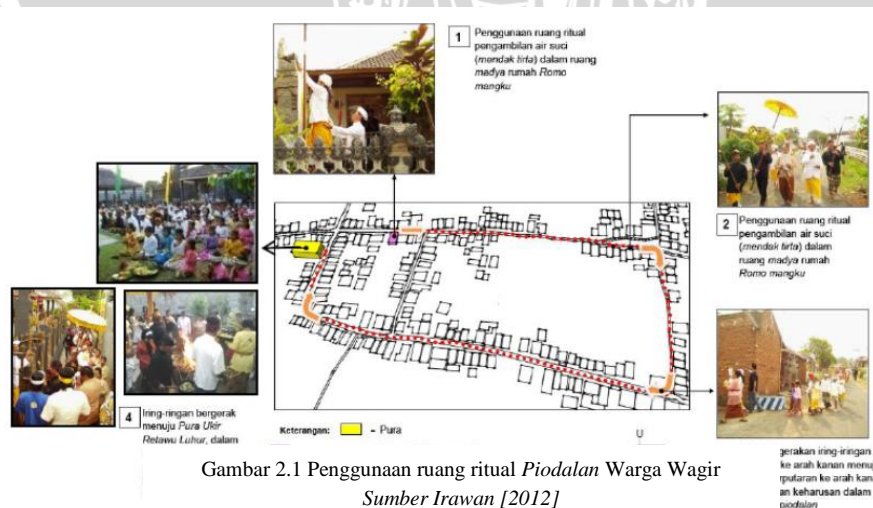 1
Penggunaan ruang ritual
pengambilan air suci
(mendak tirta) dalam ruang
madya rumah Romo
mangku
2
Penggunaan ruang ritual
pengambilan air suci
(mendak tirta) dalam
ruang madya rumah
Romo mangku
gerakan iring-iringan
ke arah kanan menuj
rputaran ke arah kana
an keharusan dalam
piodalan
4
Iring-ringan bergerak
menuju Pura Ukir
Retawu Luhur, dalam
Keterangan:
- Pura
U
Gambar 2.1 Penggunaan ruang ritual Piodalan Warga Wagir
Sumber Irawan [2012]